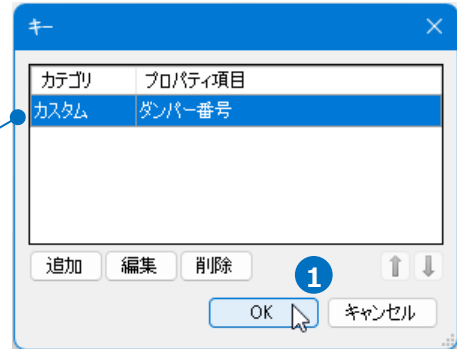 キー
カテゴリ プロパティ項目
カスタム ダンパー番号
追加 編集 削除
1
OK キャンセル